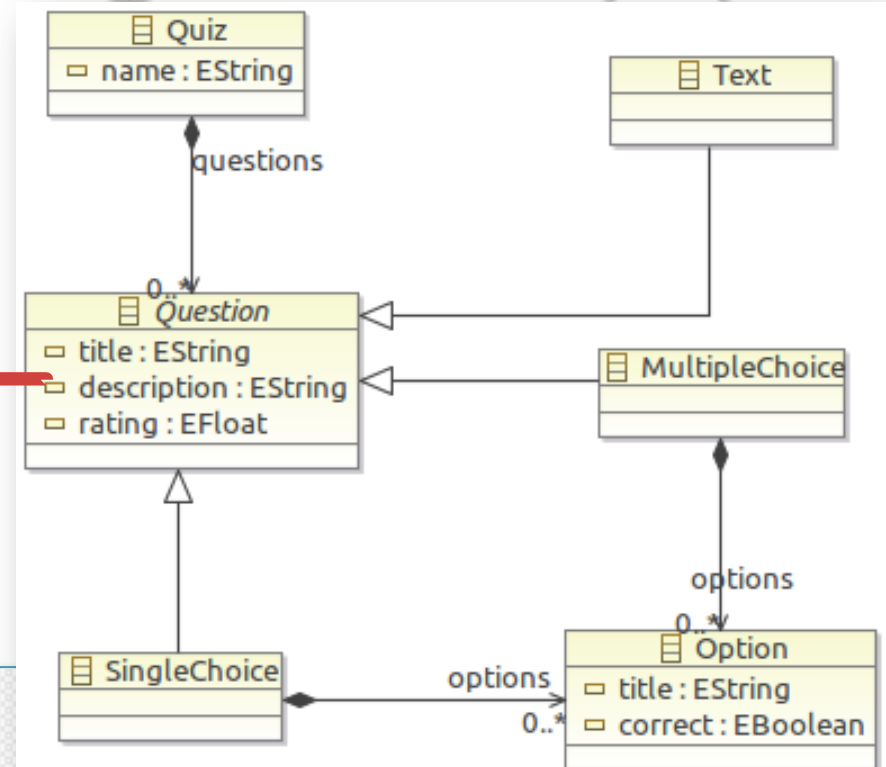 Quiz
name : EString
questions
0..*
Text
Question
title : EString
description : EString
rating : EFloat
MultipleChoice
options
0..*
SingleChoice
options
0..*
Option
title : EString
correct : EBoolean